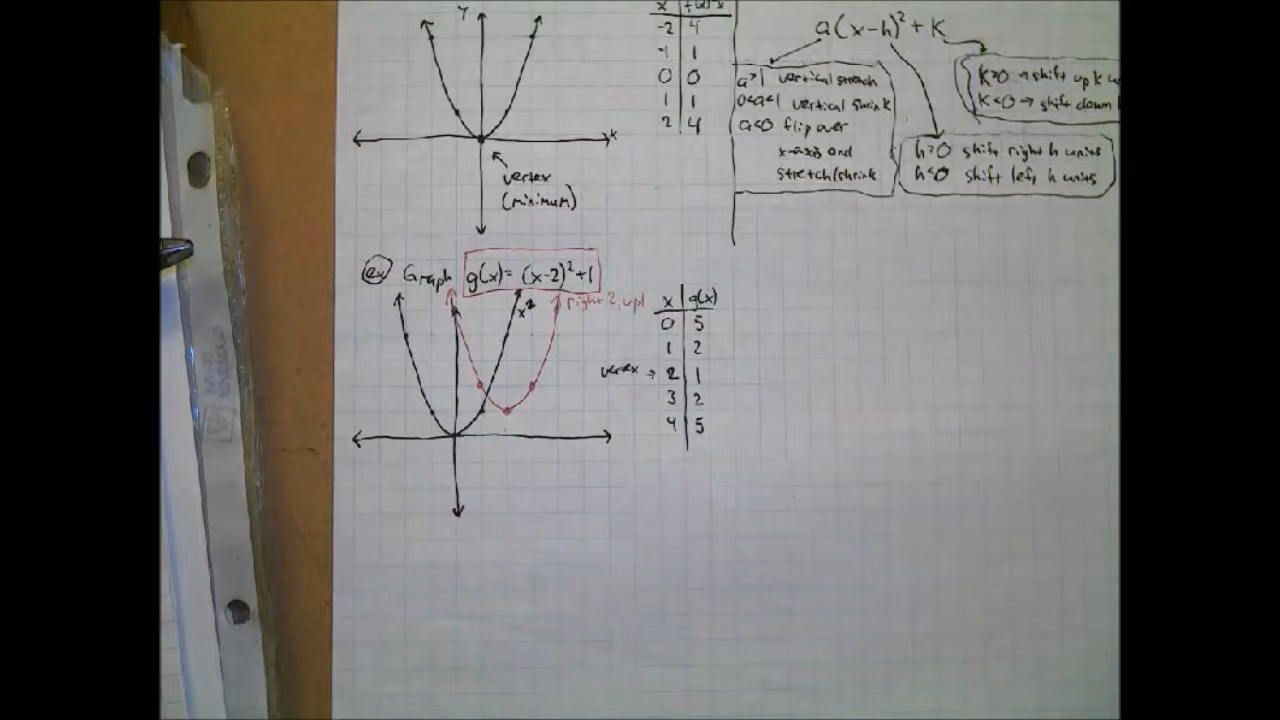 y
x f(x)=x
-2 4
-1 1
0 0
1 1
2 4
x
vertex
(minimum)
a(x-h)²+k
a>1 vertical stretch
0<a<1 vertical shrink
a<0 flip over
x-axis and
stretch/shrink
k>0 → shift up k u
k<0 → shift down
h>0 shift right h units
h<0 shift left h units
ex Graph g(x)= (x-2)²+1
x²
right 2, up 1
x g(x)
0 5
1 2
vertex → 2 1
3 2
4 5